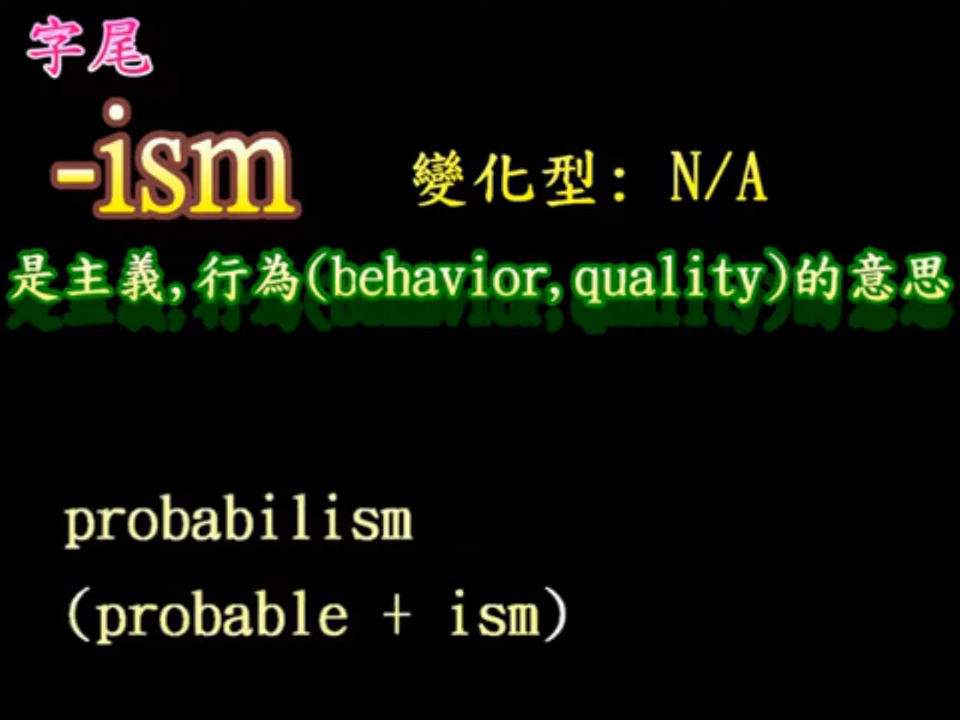 字尾
-ism 變化型: N/A
是主義,行為(behavior,quality)的意思
probabilism
(probable + ism)